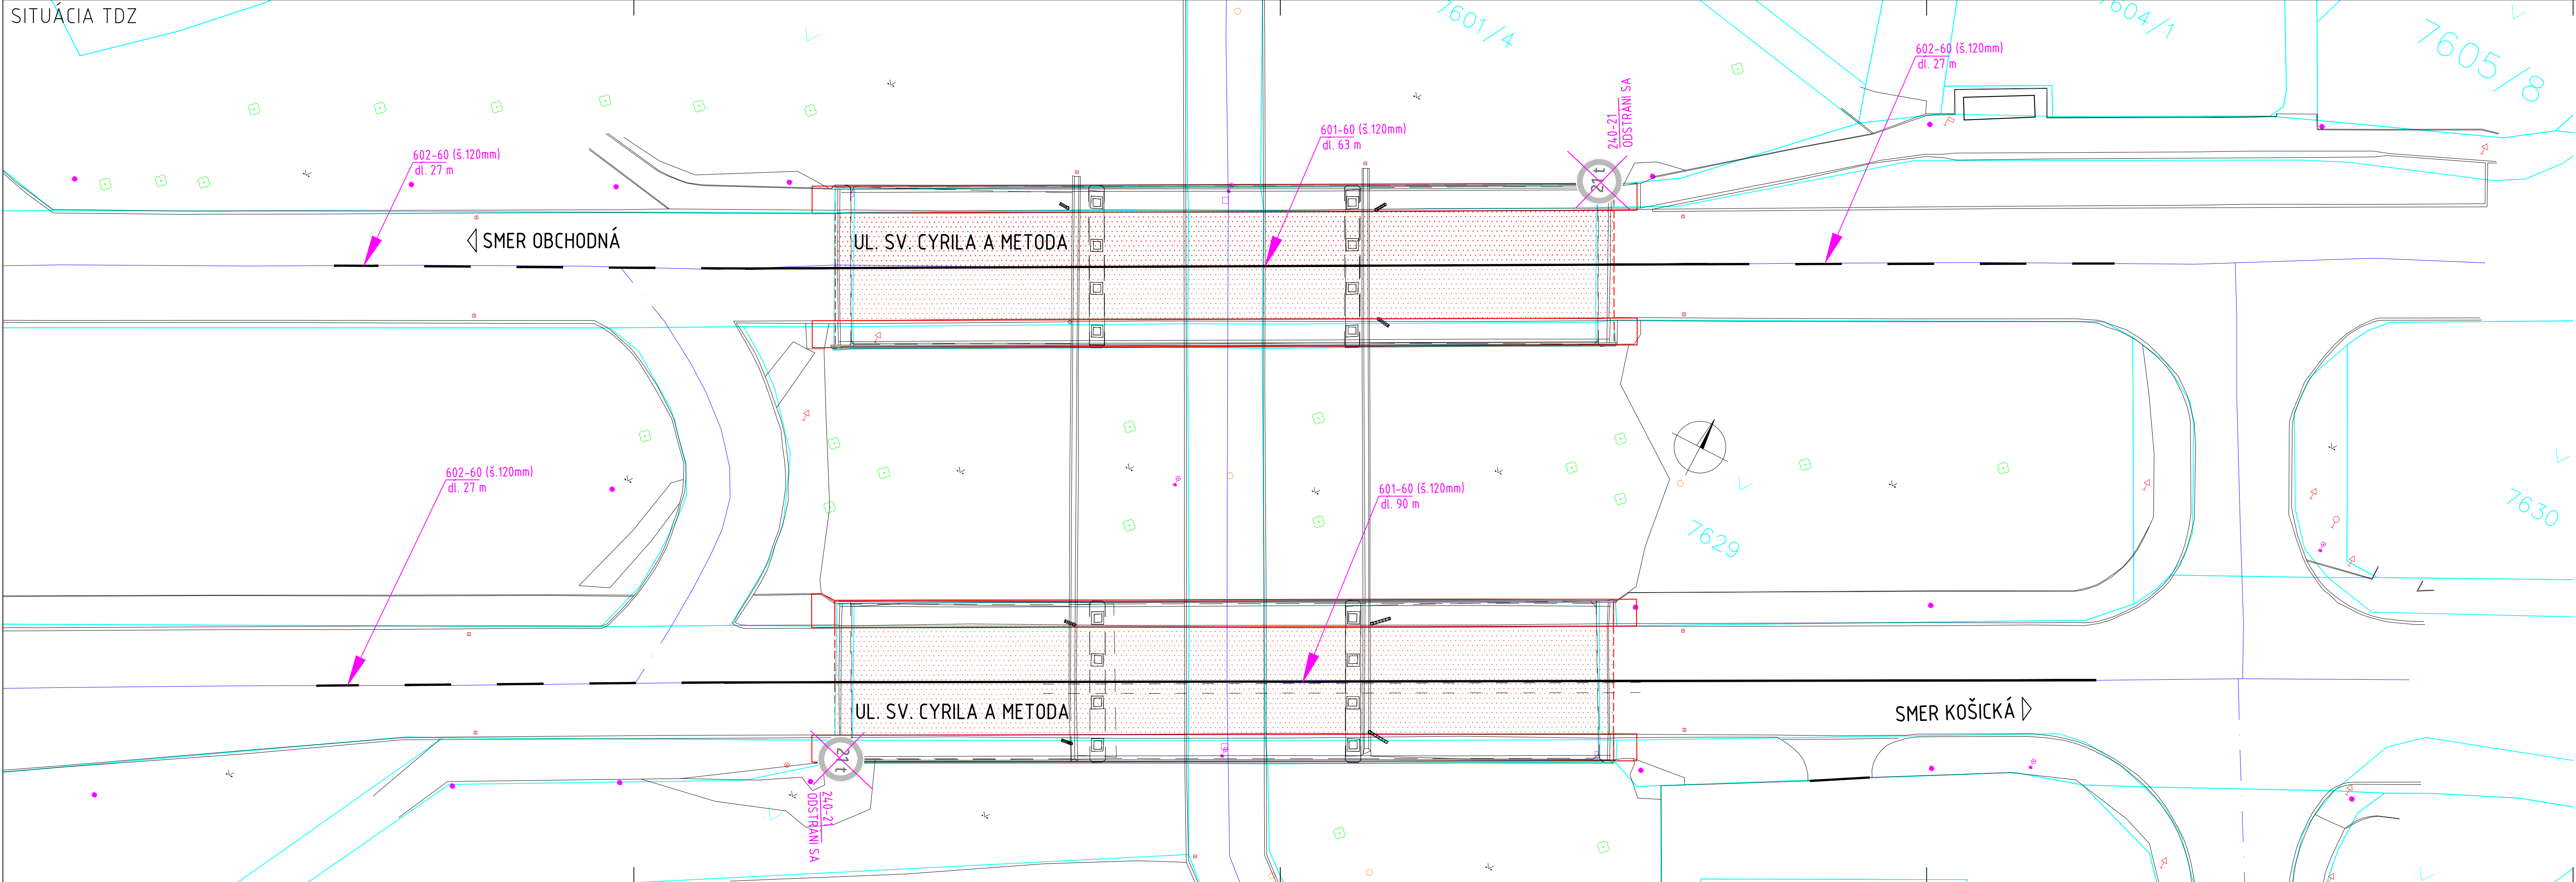 SITUÁCIA TDZ
7601/4
7604/1
7605/8
602-60 (š.120mm)
dl. 27 m
240-21
ODSTRÁNI SA
21 t
601-60 (š.120mm)
dl. 63 m
602-60 (š.120mm)
dl. 27 m
SMER OBCHODNÁ
UL. SV. CYRILA A METODA
602-60 (š.120mm)
dl. 27 m
601-60 (š.120mm)
dl. 90 m
7629
7630
UL. SV. CYRILA A METODA
SMER KOŠICKÁ
21 t
240-21
ODSTRÁNI SA